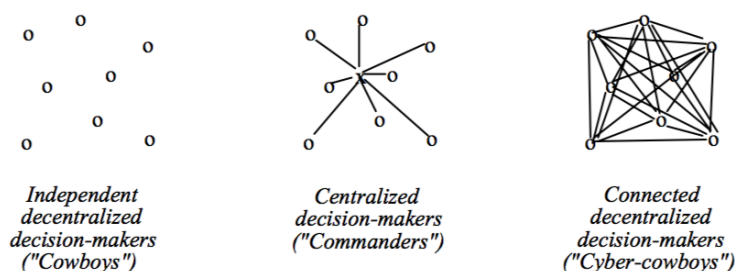 Independent
decentralized
decision-makers
("Cowboys")
Centralized
decision-makers
("Commanders")
Connected
decentralized
decision-makers
("Cyber-cowboys")